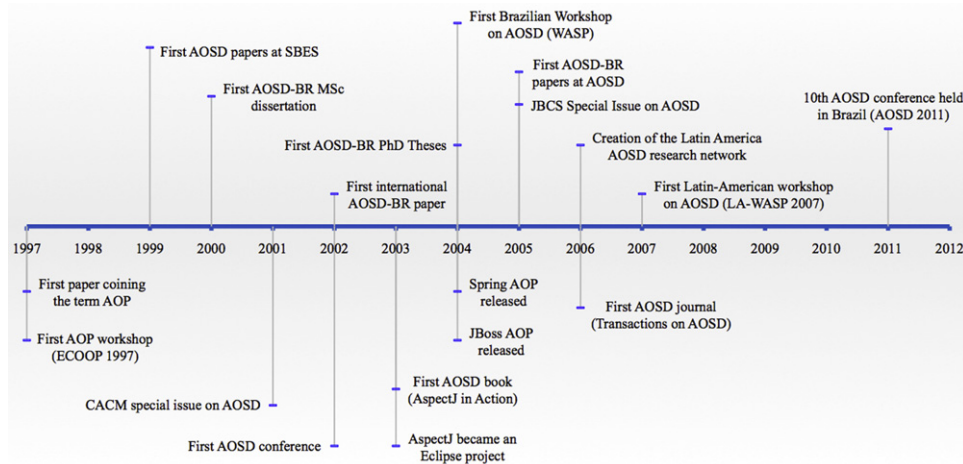 First Brazilian Workshop
on AOSD (WASP)
First AOSD papers at SBES
First AOSD-BR
papers at AOSD
First AOSD-BR MSc
dissertation
JBCS Special Issue on AOSD
10th AOSD conference held
in Brazil (AOSD 2011)
First AOSD-BR PhD Theses
Creation of the Latin America
AOSD research network
First international
AOSD-BR paper
First Latin-American workshop
on AOSD (LA-WASP 2007)
1997 1998 1999 2000 2001 2002 2003 2004 2005 2006 2007 2008 2009 2010 2011 2012
First paper coining
the term AOP
Spring AOP
released
First AOSD journal
(Transactions on AOSD)
First AOP workshop
(ECOOP 1997)
JBoss AOP
released
First AOSD book
(AspectJ in Action)
CACM special issue on AOSD
First AOSD conference
AspectJ became an
Eclipse project